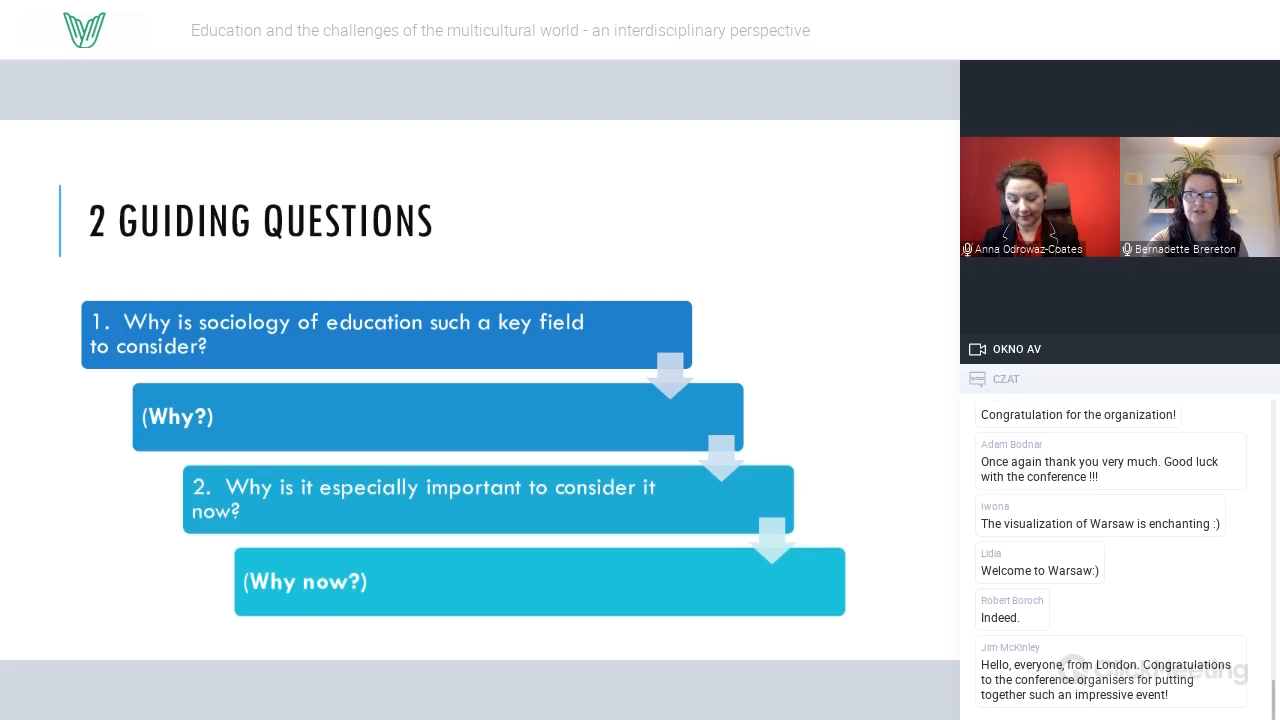 Education and the challenges of the multicultural world - an interdisciplinary perspective
2 GUIDING QUESTIONS
1. Why is sociology of education such a key field
to consider?
(Why?)
2. Why is it especially important to consider it
now?
(Why now?)
Anna Odrowaz-Coates
Bernadette Brereton
OKNO AV
CZAT
Congratulation for the organization!
Adam Bodnar
Once again thank you very much. Good luck
with the conference !!!
Iwona
The visualization of Warsaw is enchanting :)
Lidia
Welcome to Warsaw:)
Robert Boroch
Indeed.
Jim McKinley
Hello, everyone, from London. Congratulations
to the conference organisers for putting
together such an impressive event!
ClickMeeting